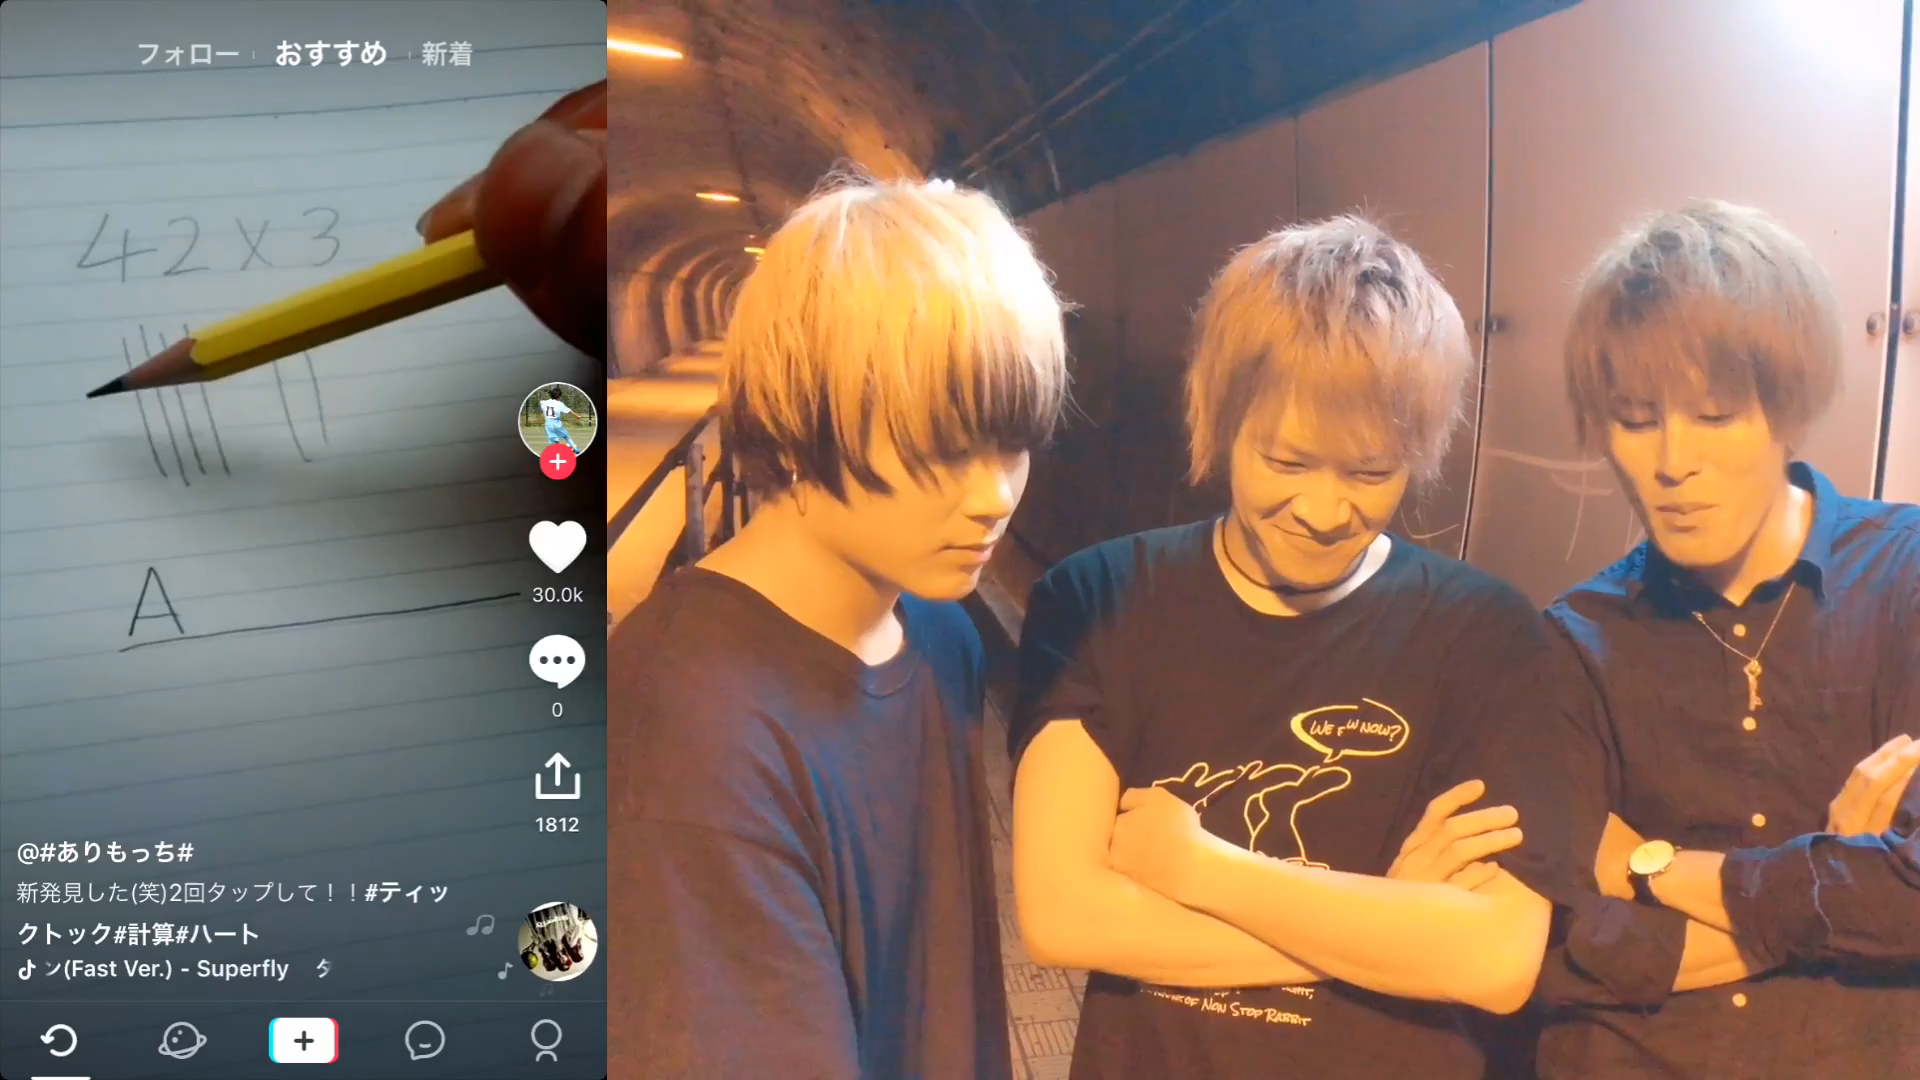 フォロー おすすめ 新着
42×3
A
30.0k
0
1812
@#ありもっち#
新発見した(笑)2回タップして！！#ティッ
クトック#計算#ハート
ン(Fast Ver.) - Superfly タ
WE NOW?
OF NON STOP RABBIT